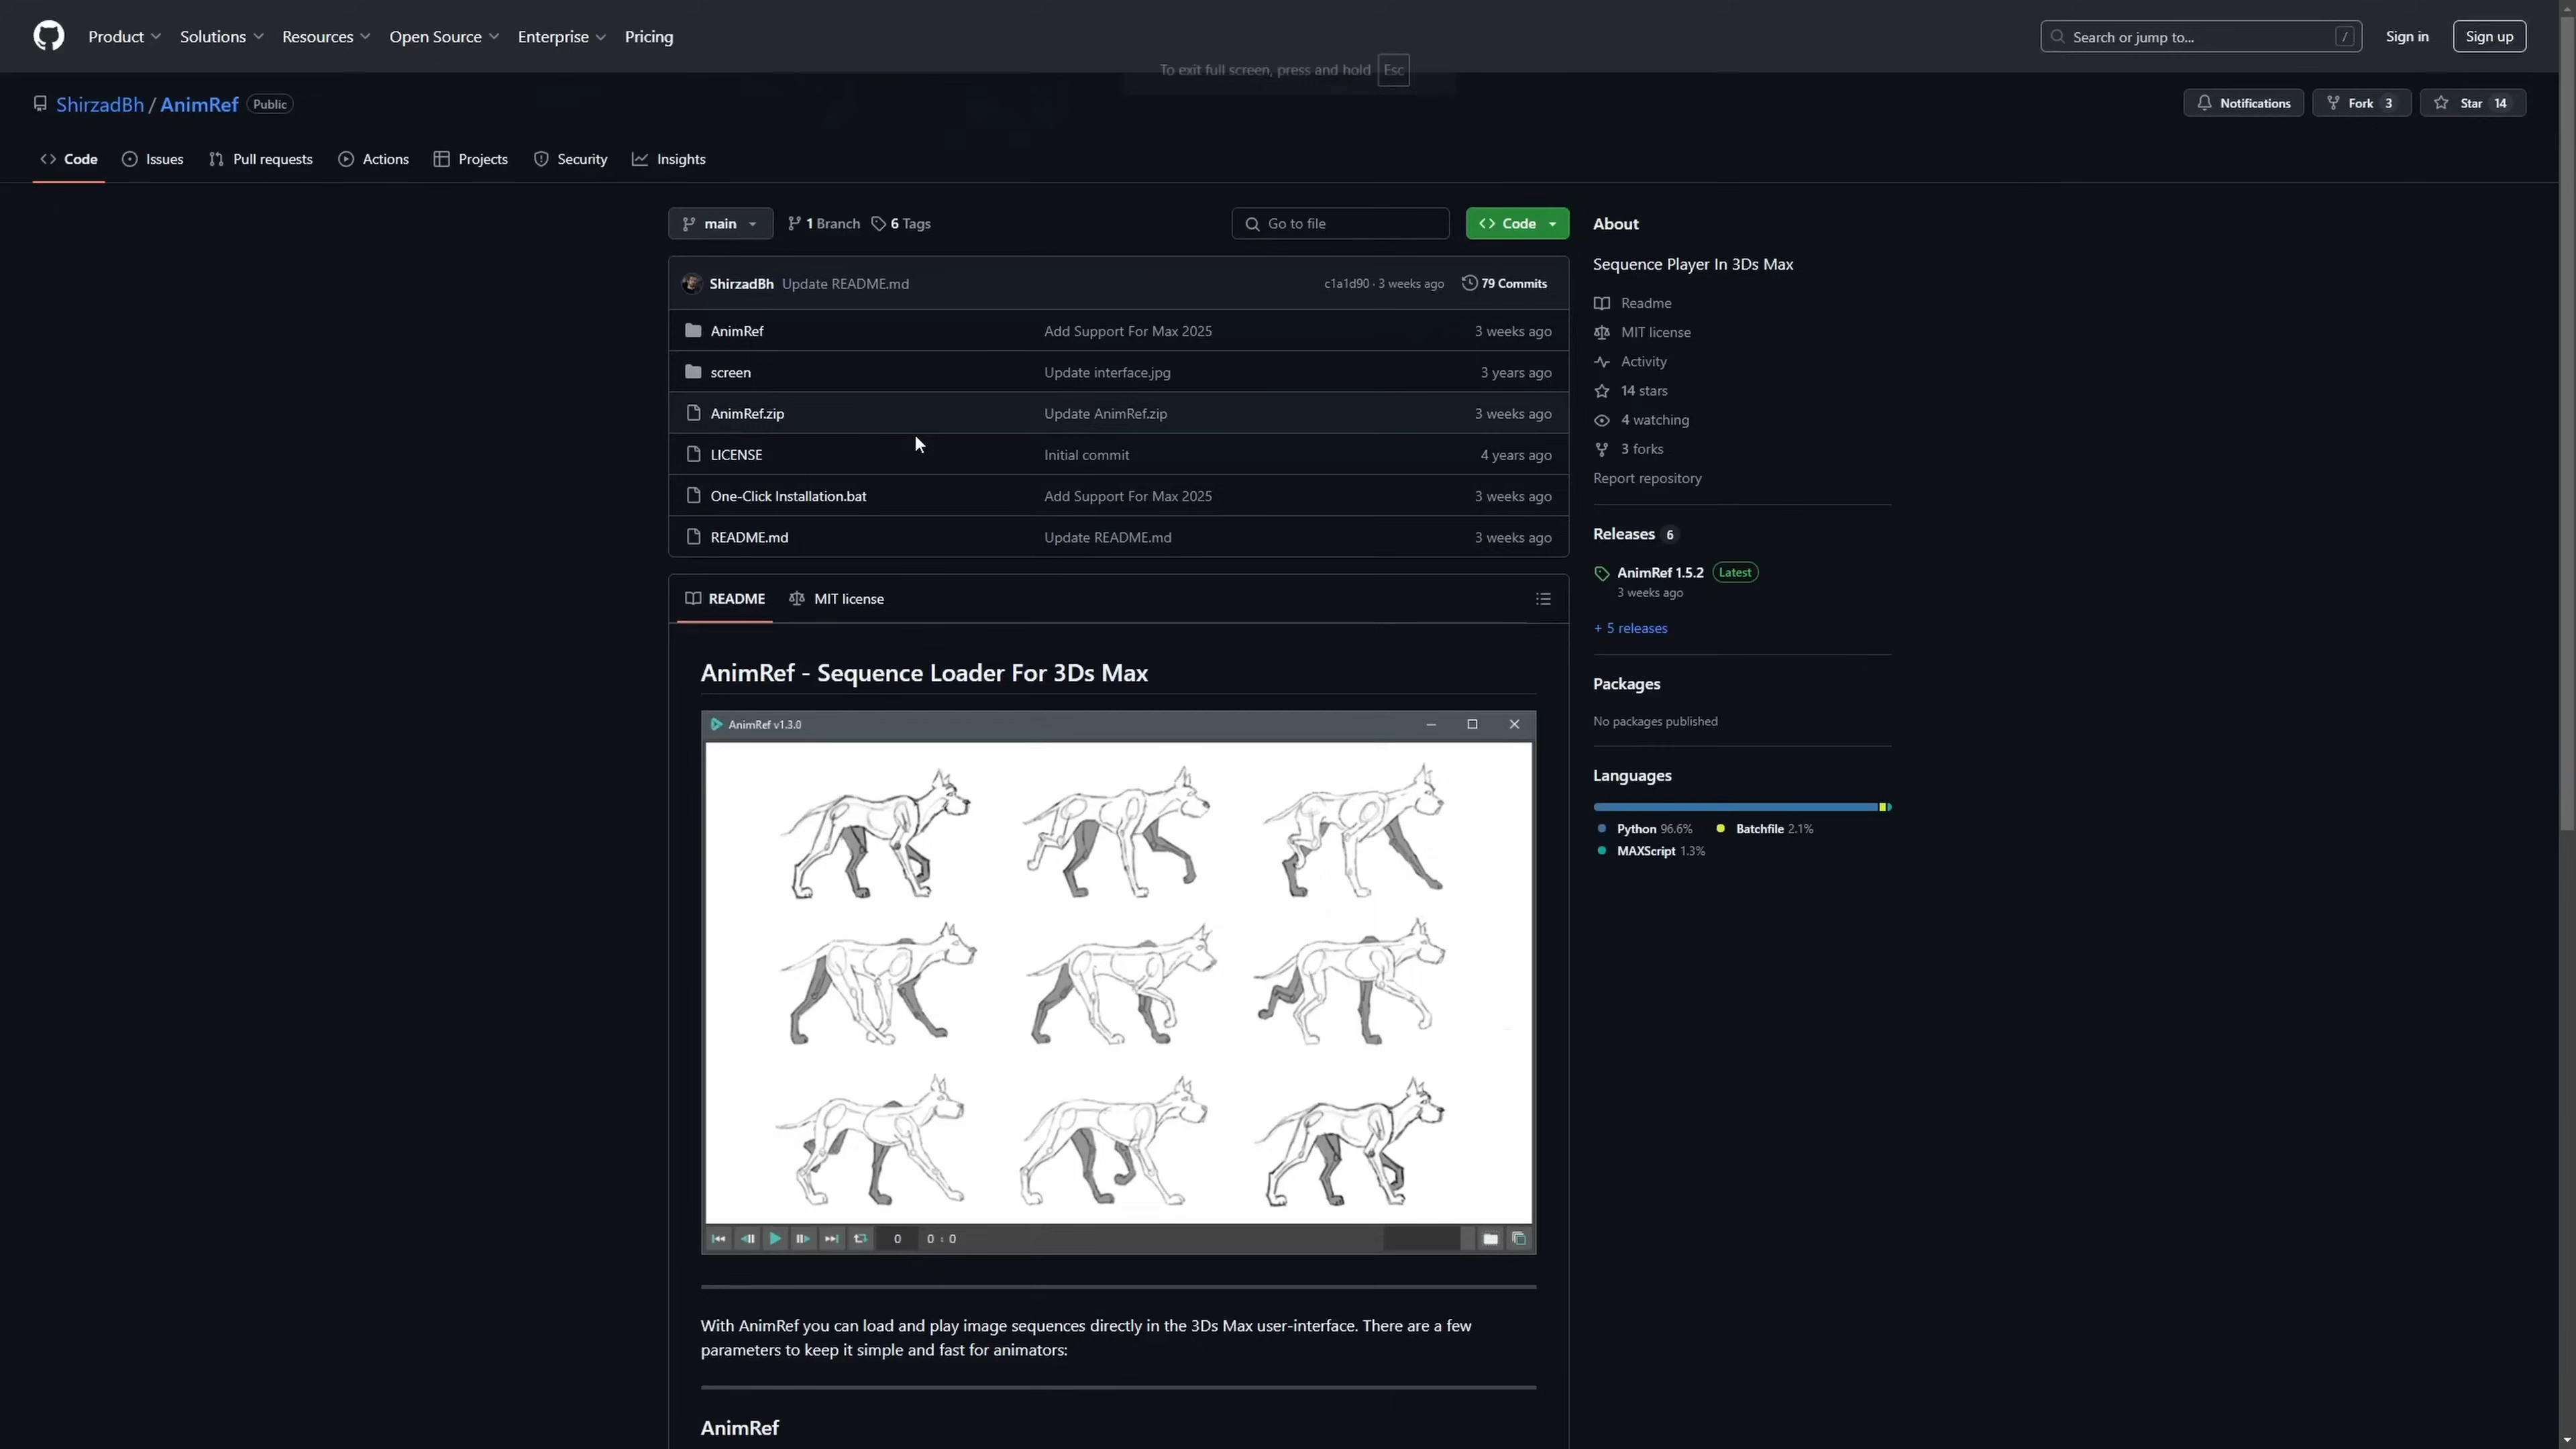 Product Solutions Resources Open Source Enterprise Pricing
Search or jump to... /
Sign in
Sign up
To exit full screen, press and hold Esc
ShirzadBh / AnimRef Public
Notifications
Fork 3
Star 14
Code Issues Pull requests Actions Projects Security Insights
main 1 Branch 6 Tags
Go to file
Code
ShirzadBh Update README.md c1a1d90 · 3 weeks ago 79 Commits
AnimRef Add Support For Max 2025 3 weeks ago
screen Update interface.jpg 3 years ago
AnimRef.zip Update AnimRef.zip 3 weeks ago
LICENSE Initial commit 4 years ago
One-Click Installation.bat Add Support For Max 2025 3 weeks ago
README.md Update README.md 3 weeks ago
README MIT license
AnimRef - Sequence Loader For 3Ds Max
AnimRef v1.3.0
0 0 : 0
With AnimRef you can load and play image sequences directly in the 3Ds Max user-interface. There are a few
parameters to keep it simple and fast for animators:
AnimRef
About
Sequence Player In 3Ds Max
Readme
MIT license
Activity
14 stars
4 watching
3 forks
Report repository
Releases 6
AnimRef 1.5.2 Latest
3 weeks ago
+ 5 releases
Packages
No packages published
Languages
Python 96.6% Batchfile 2.1%
MAXScript 1.3%